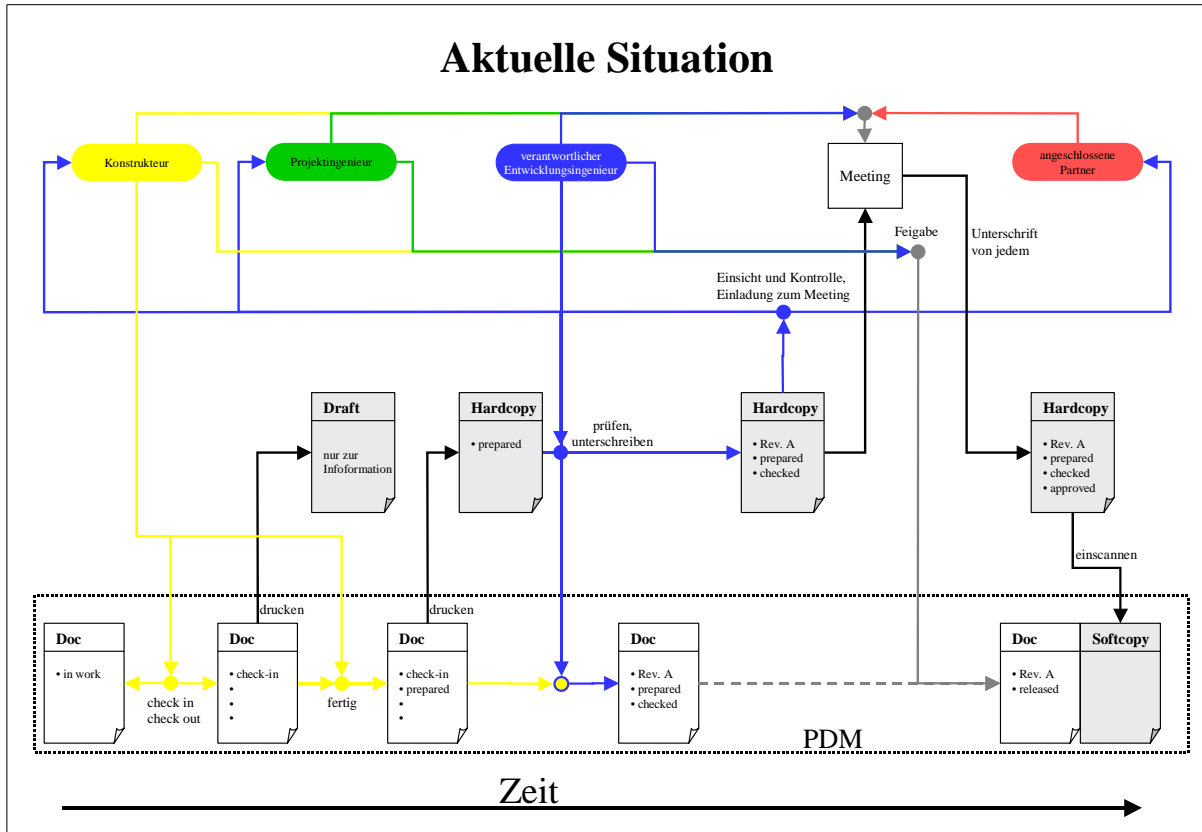 Aktuelle Situation
Konstrukteur
Projektingenieur
verantwortlicher
Entwicklungsingenieur
Meeting
angeschlossene
Partner
Feigabe
Unterschrift
von jedem
Einsicht und Kontrolle,
Einladung zum Meeting
Draft
nur zur
Infoformation
Hardcopy
• prepared
prüfen,
unterschreiben
Hardcopy
• Rev. A
• prepared
• checked
Hardcopy
• Rev. A
• prepared
• checked
• approved
einscannen
drucken
drucken
Doc
• in work
check in
check out
Doc
• check-in
•
•
•
fertig
Doc
• check-in
• prepared
•
•
Doc
• Rev. A
• prepared
• checked
Doc
• Rev. A
• released
Softcopy
PDM
Zeit